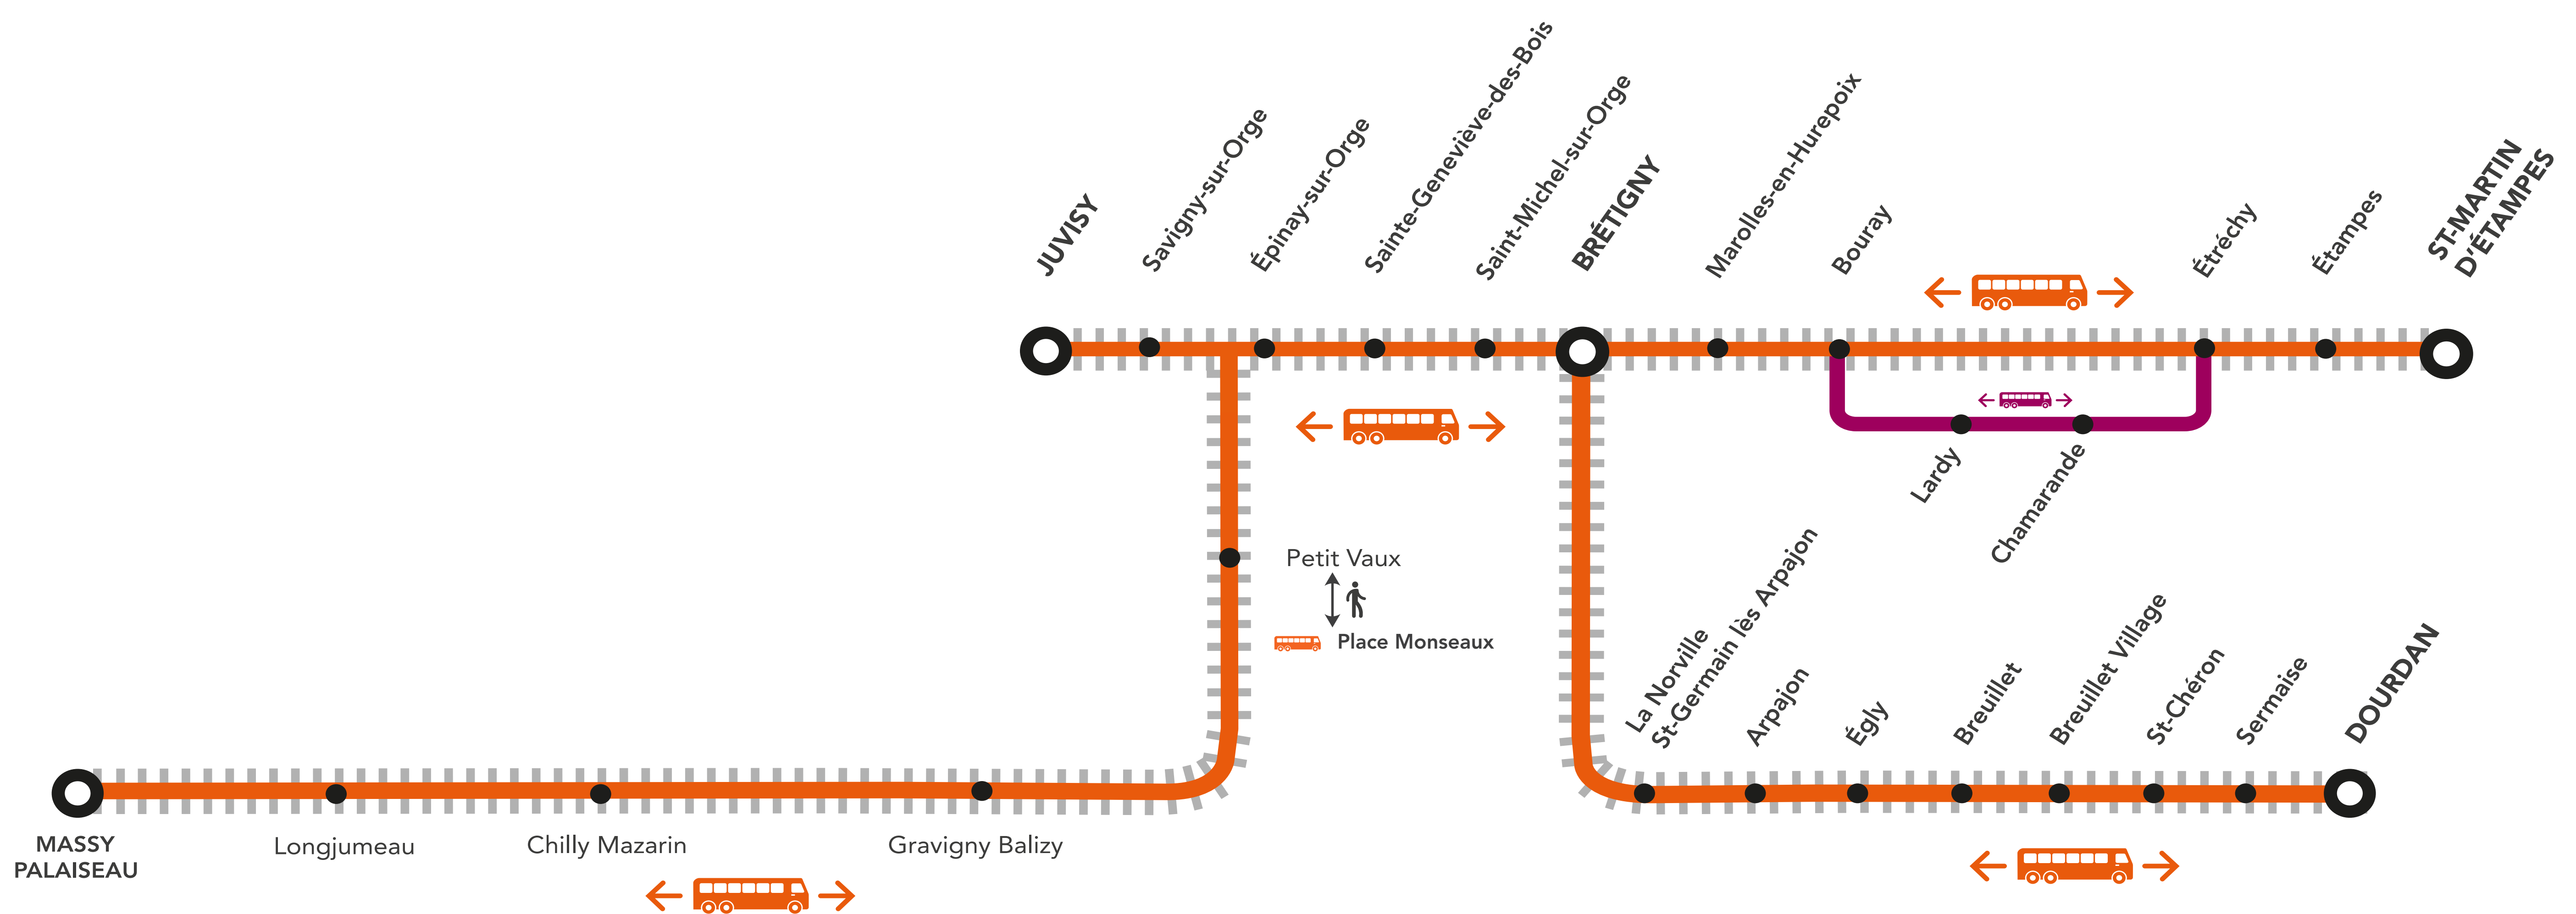 JUVISY
Savigny-sur-Orge
Épinay-sur-Orge
Sainte-Geneviève-des-Bois
Saint-Michel-sur-Orge
BRÉTIGNY
Marolles-en-Hurepoix
Bouray
Étréchy
Étampes
ST-MARTIN
D'ÉTAMPES
Lardy
Chamarande
Petit Vaux
Place Monseaux
La Norville
St-Germain lès Arpajon
Arpajon
Égly
Breuillet
Breuillet Village
St-Chéron
Sermaise
DOURDAN
MASSY
PALAISEAU
Longjumeau
Chilly Mazarin
Gravigny Balizy